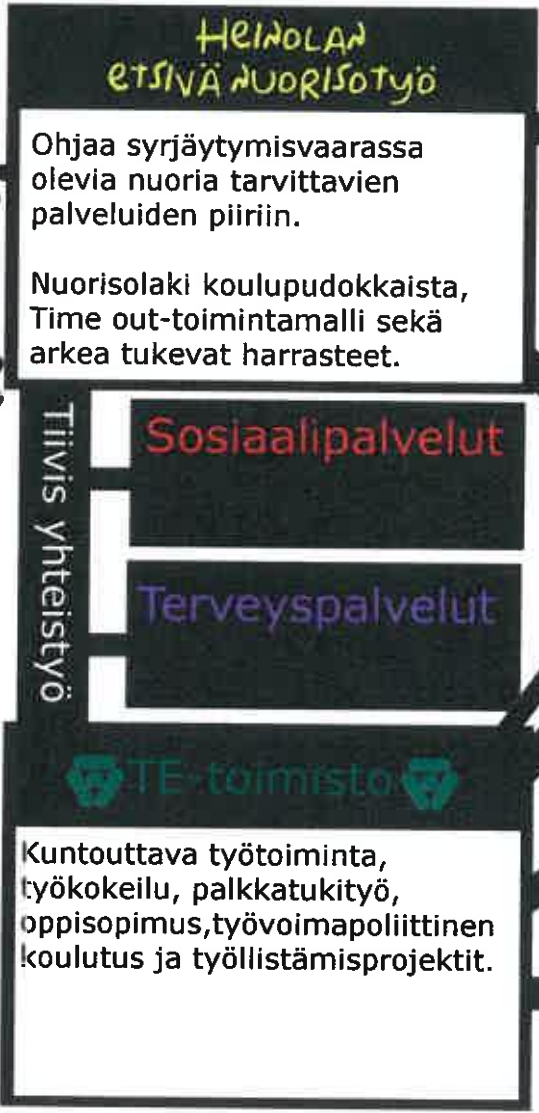 HEINOLAN
ETSIVÄ NUORISOTYÖ
Ohjaa syrjäytymisvaarassa
olevia nuoria tarvittavien
palveluiden piiriin.
Nuorisolaki koulupudokkaista,
Time out-toimintamalli sekä
arkea tukevat harrasteet.
Tiivis yhteistyö
Sosiaalipalvelut
Terveyspalvelut
TE-toimisto
Kuntouttava työtoiminta,
työkokeilu, palkkatukityö,
oppisopimus,työvoimapoliittinen
koulutus ja työllistämisprojektit.